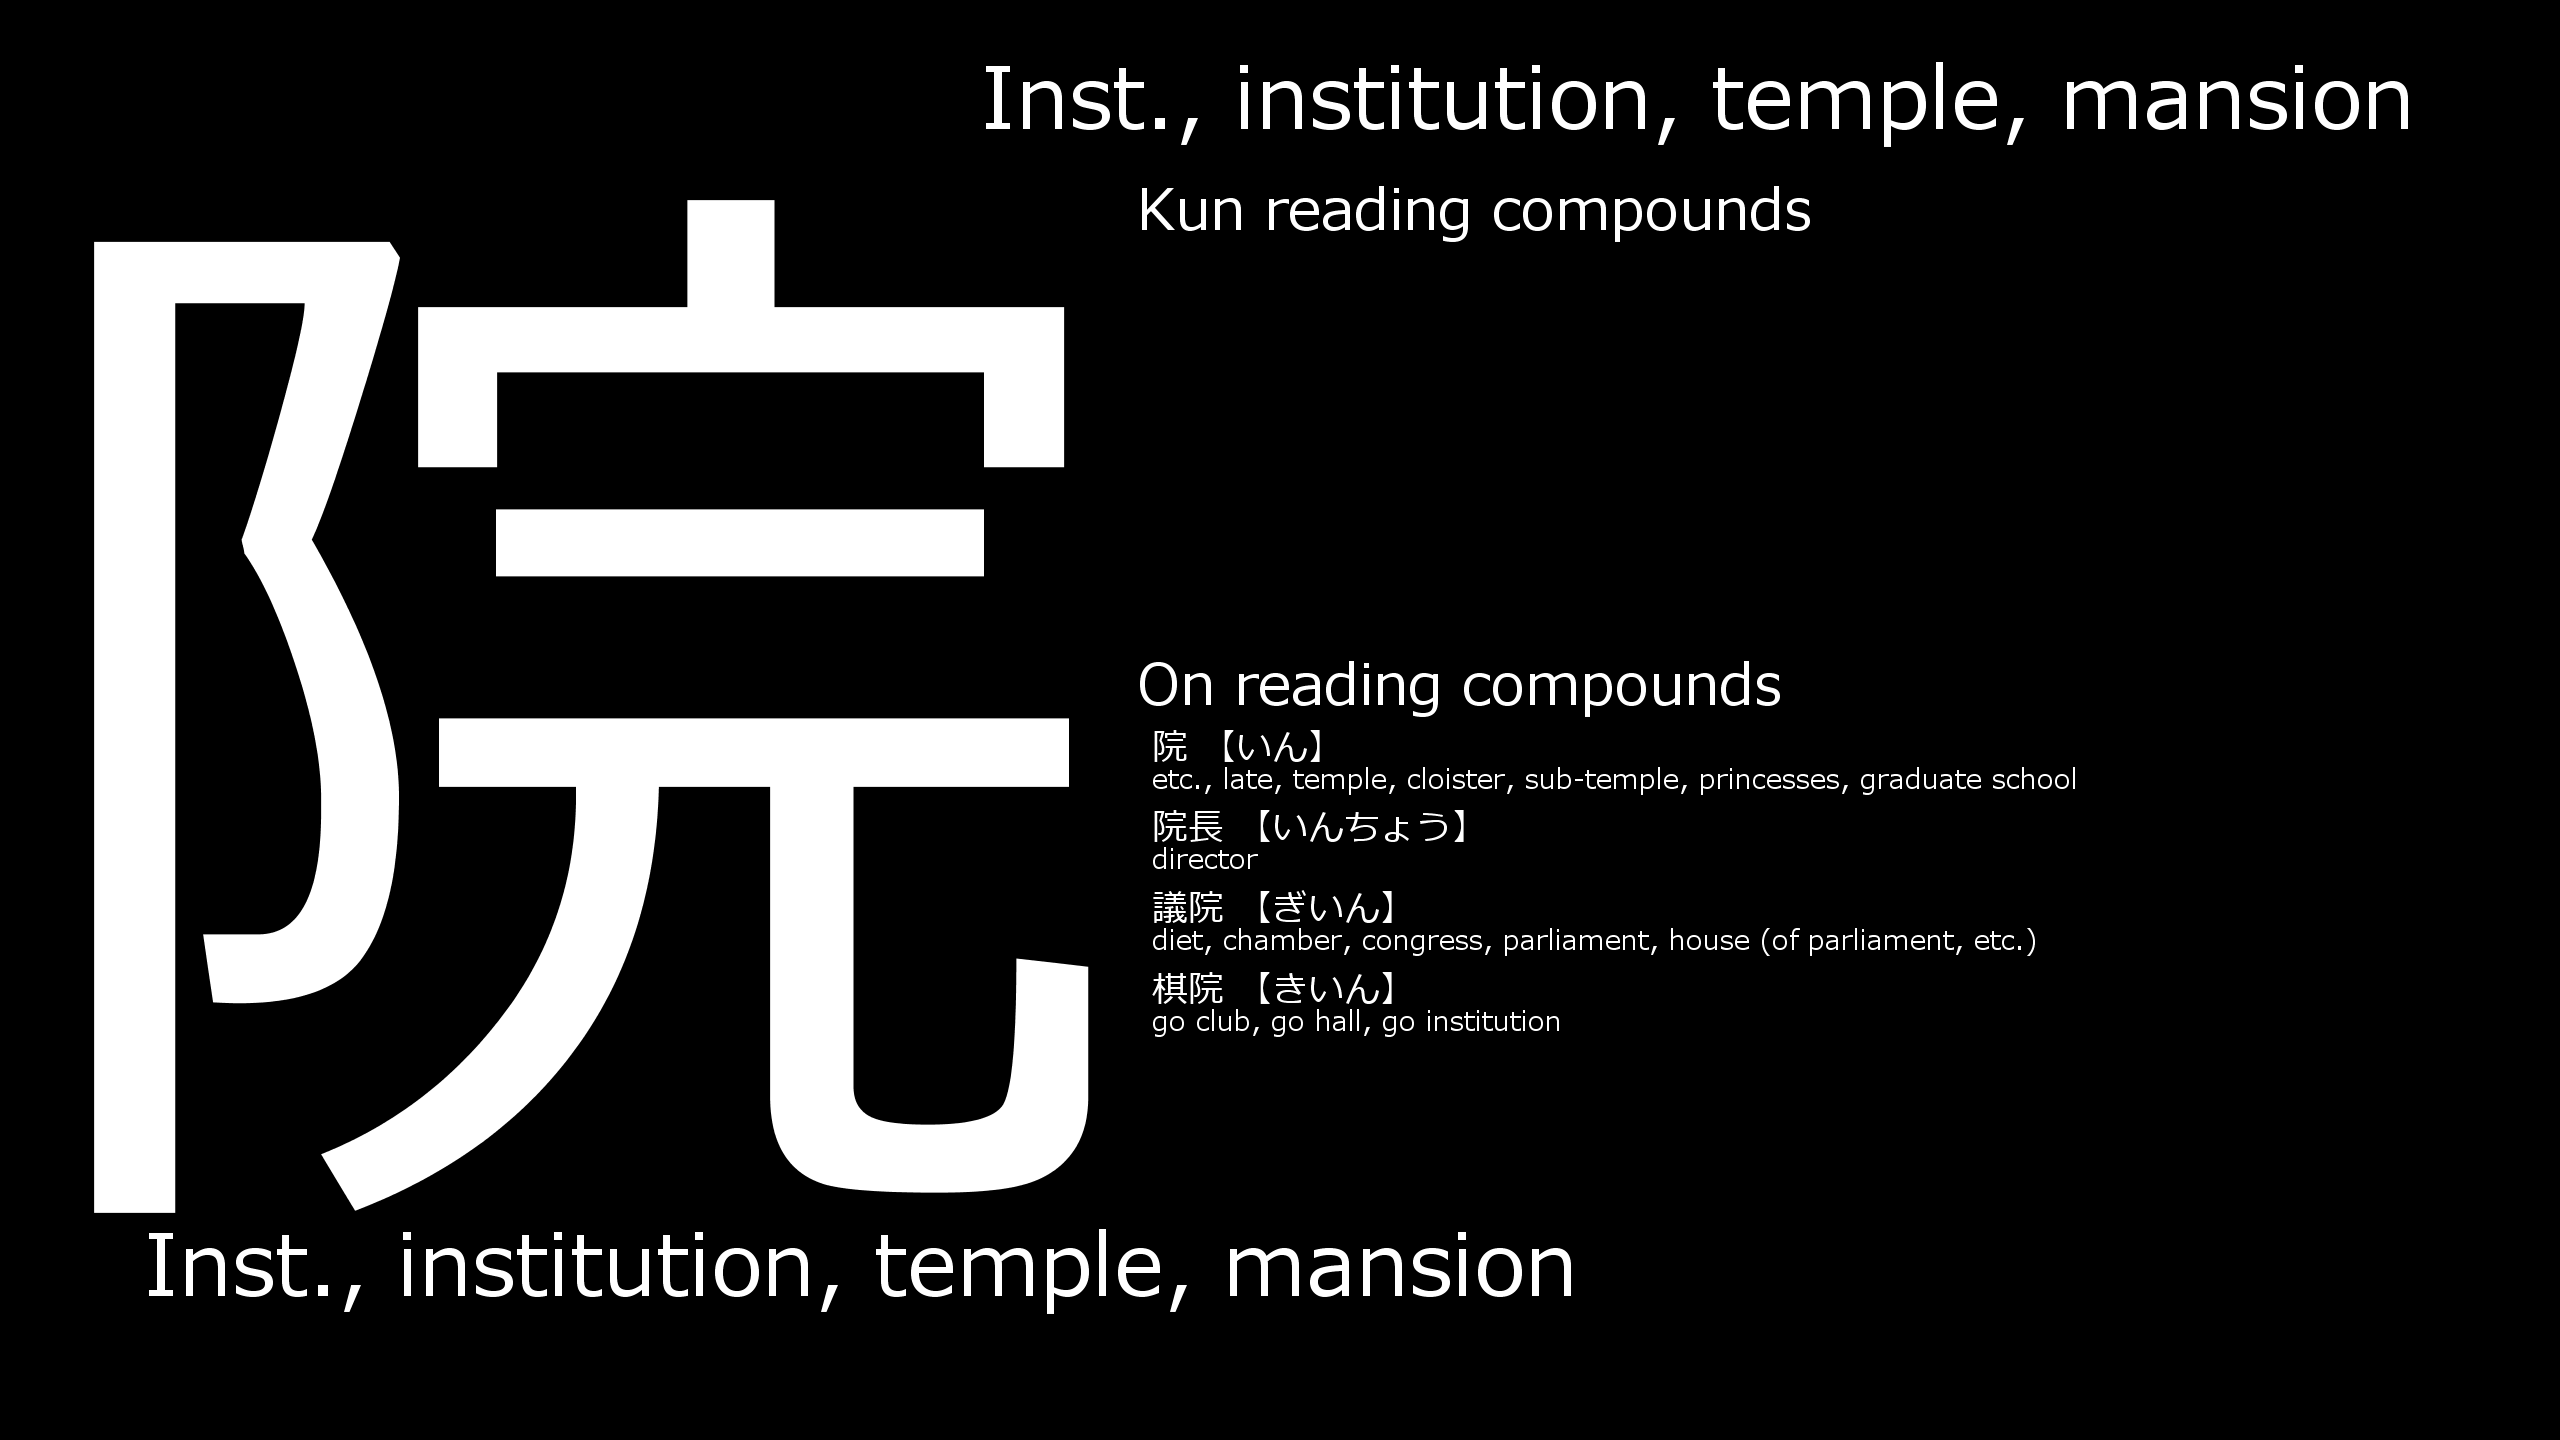 Inst., institution, temple, mansion
Kun reading compounds
院
On reading compounds
院 【いん】
etc., late, temple, cloister, sub-temple, princesses, graduate school
院長 【いんちょう】
director
議院 【ぎいん】
diet, chamber, congress, parliament, house (of parliament, etc.)
棋院 【きいん】
go club, go hall, go institution
Inst., institution, temple, mansion